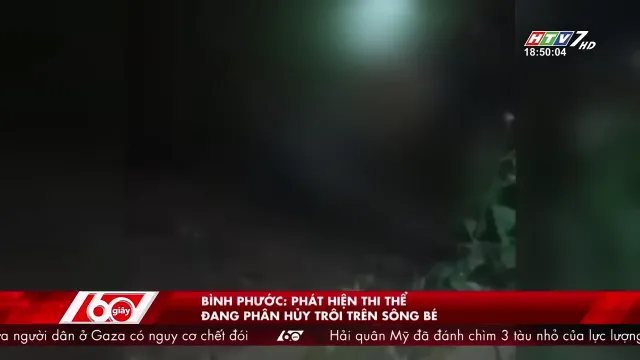 HTV7 HD
18:50:04
BÌNH PHƯỚC: PHÁT HIỆN THI THỂ
ĐANG PHÂN HỦY TRÔI TRÊN SÔNG BÉ
60 giây
người dân ở Gaza có nguy cơ chết đói 60 Hải quân Mỹ đã đánh chìm 3 tàu nhỏ của lực lượng